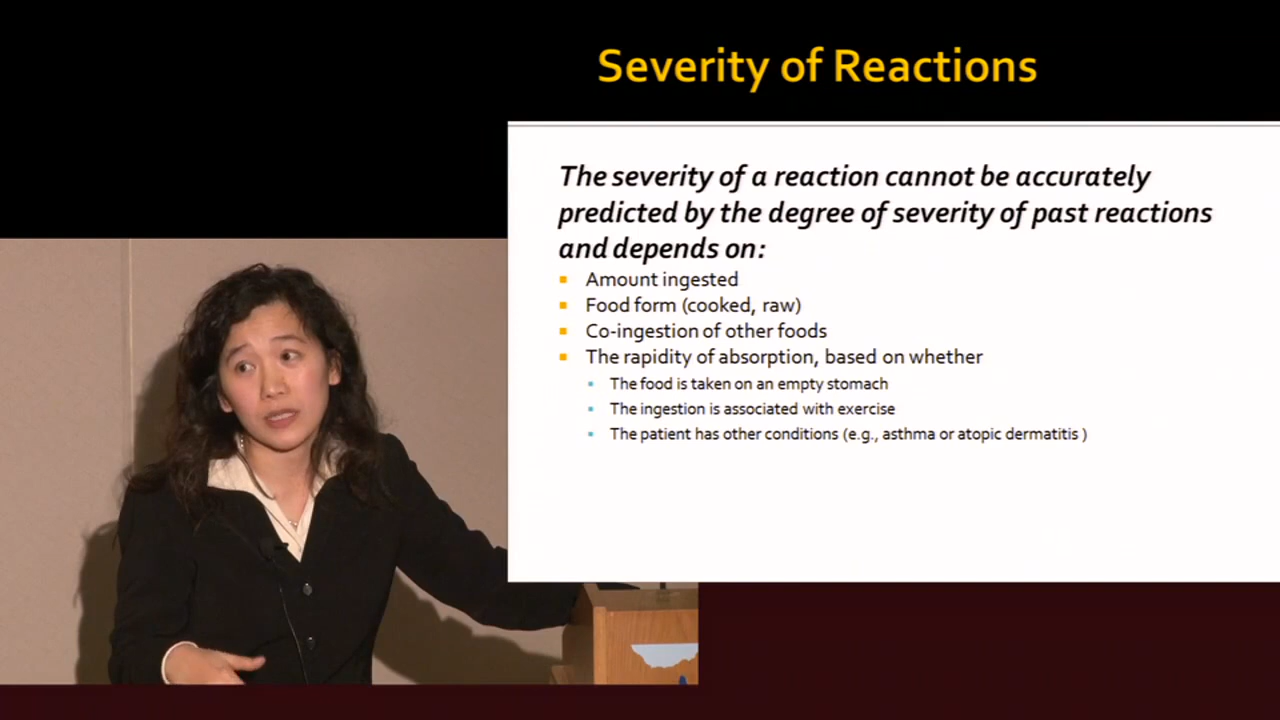 Severity of Reactions
The severity of a reaction cannot be accurately
predicted by the degree of severity of past reactions
and depends on:
Amount ingested
Food form (cooked, raw)
Co-ingestion of other foods
The rapidity of absorption, based on whether
The food is taken on an empty stomach
The ingestion is associated with exercise
The patient has other conditions (e.g., asthma or atopic dermatitis )